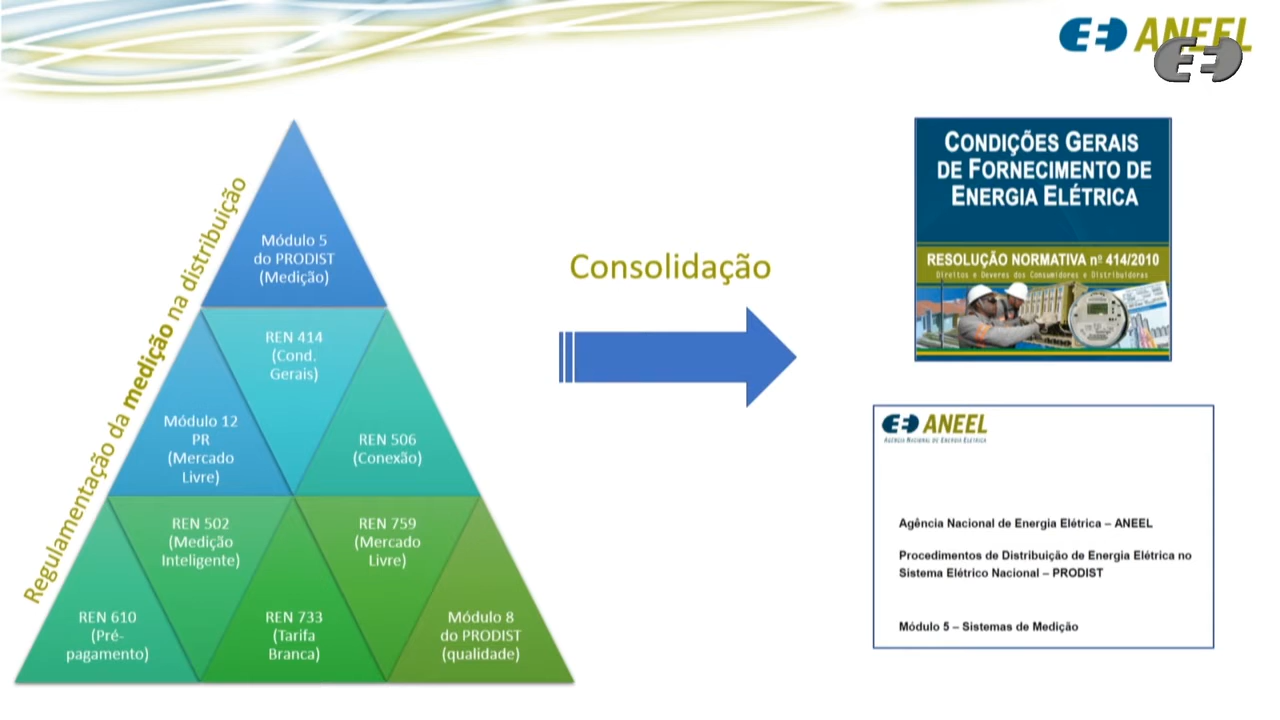 ANEEL
Regulamentação da medição na distribuição
Módulo 5
do PRODIST
(Medição)
REN 414
(Cond.
Gerais)
Módulo 12
PR
(Mercado
Livre)
REN 506
(Conexão)
REN 502
(Medição
Inteligente)
REN 759
(Mercado
Livre)
REN 610
(Pré-
pagamento)
REN 733
(Tarifa
Branca)
Módulo 8
do PRODIST
(qualidade)
Consolidação
CONDIÇÕES GERAIS
DE FORNECIMENTO DE
ENERGIA ELÉTRICA
RESOLUÇÃO NORMATIVA nº 414/2010
Direitos e Deveres dos Consumidores e Distribuidoras
ANEEL
AGÊNCIA NACIONAL DE ENERGIA ELÉTRICA
Agência Nacional de Energia Elétrica – ANEEL
Procedimentos de Distribuição de Energia Elétrica no
Sistema Elétrico Nacional – PRODIST
Módulo 5 – Sistemas de Medição